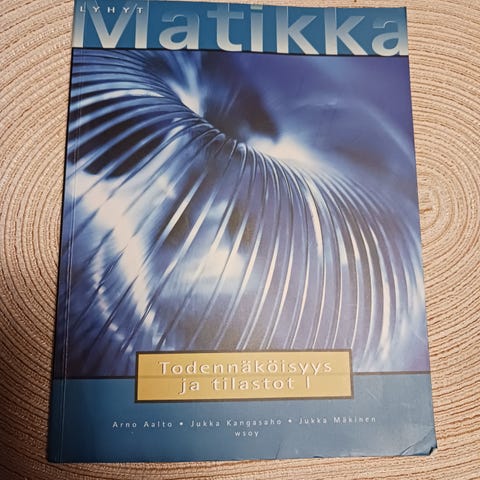 LYHYT
Matikka
Todennäköisyys
ja tilastot I
Arno Aalto • Jukka Kangasaho • Jukka Mäkinen
wsoy